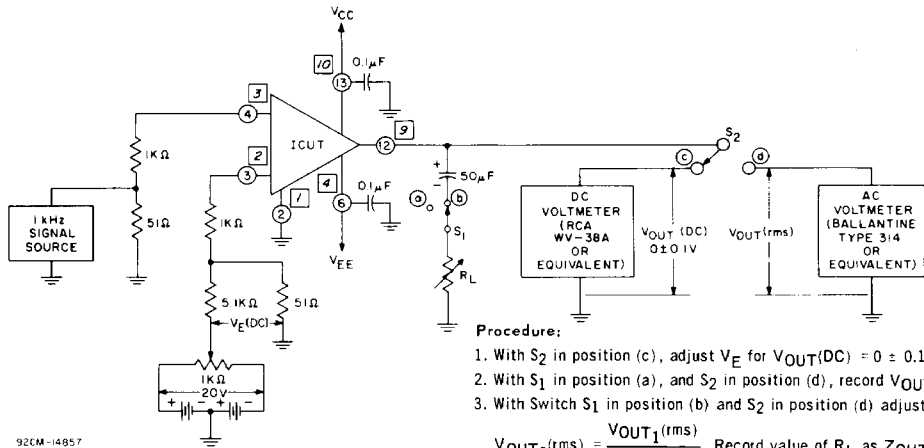 VCC
10
0.1µF
13
3
4
ICUT
9
12
S2
2
3
1KΩ
4
0.1µF
+
50µF
-
c
d
1
2
6
a
b
1 kHz
SIGNAL
SOURCE
51Ω
1KΩ
VEE
S1
RL
DC
VOLTMETER
(RCA
WV-38A
OR
EQUIVALENT)
VOUT (DC)
0±0.1V
VOUT(rms)
AC
VOLTMETER
(BALLANTINE
TYPE 314
OR
EQUIVALENT)
5.1KΩ
51Ω
VE(DC)
1KΩ
20V
+ - + -
92CM-14857
Procedure:
1. With S2 in position (c), adjust VE for VOUT(DC) = 0 ± 0.1
2. With S1 in position (a), and S2 in position (d), record
3. With Switch S1 in position (b) and S2 in position (d) adjust
VOUT1(rms)
(rms) = Record value of RL as